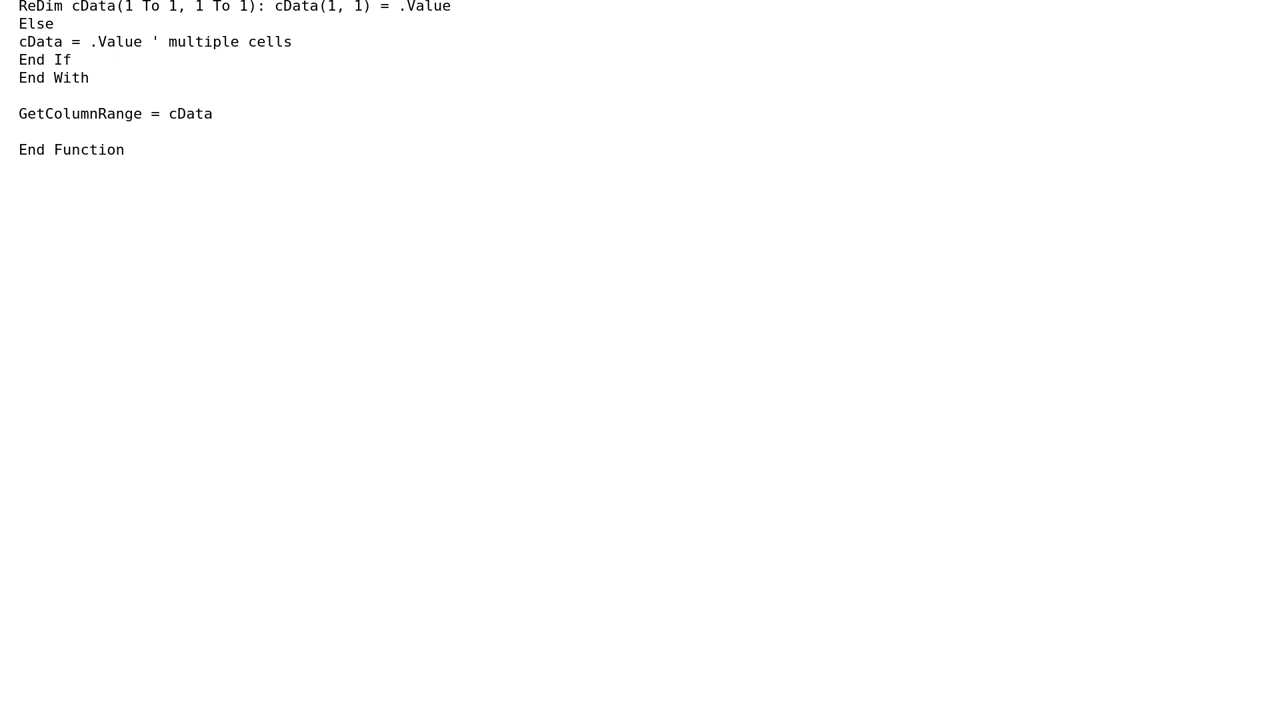 ReDim cData(1 To 1, 1 To 1): cData(1, 1) = .Value
Else
cData = .Value ' multiple cells
End If
End With

GetColumnRange = cData

End Function